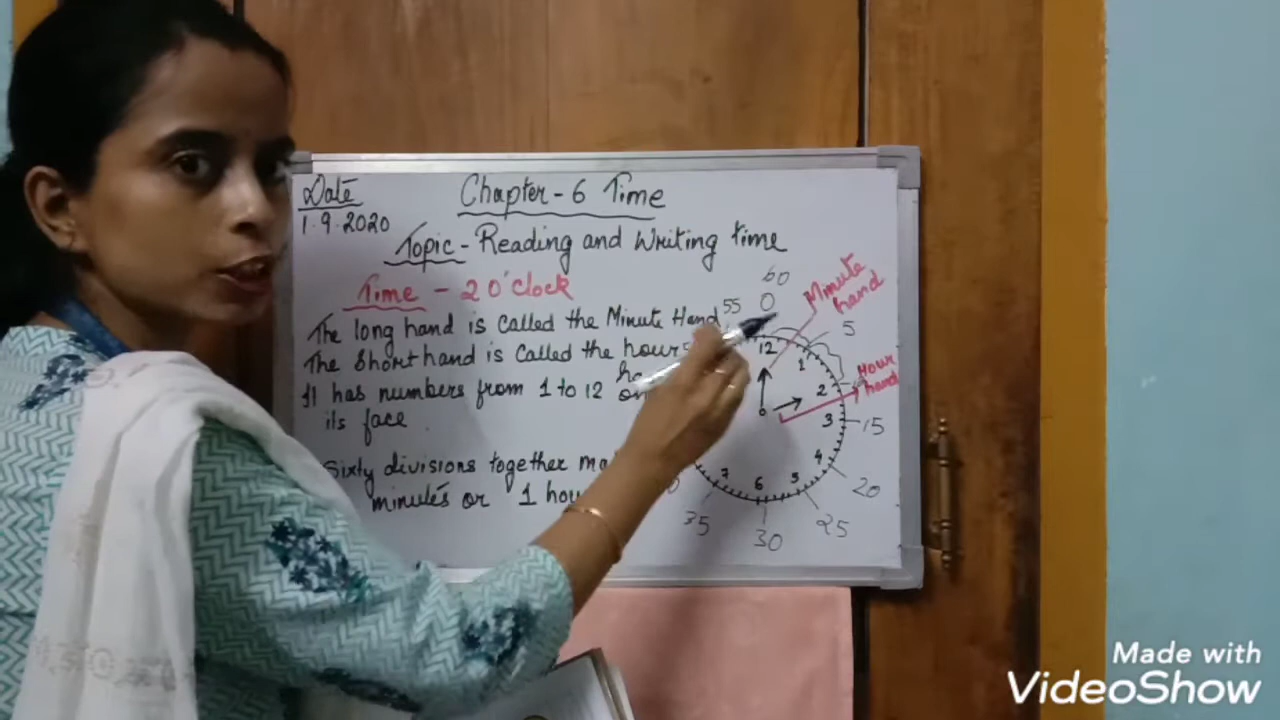 Date
1.9.2020
Chapter-6 Time
Topic-Reading and Writing time
Time - 2 O'Clock
The long hand is called the Minute Hand
The Short hand is called the hour
It has numbers from 1 to 12 on
its face
Sixty divisions together
minutes or 1
Minute
hand
Hour
hand
60
0
55
5
12
1
2
3
4
5
6
7
15
20
25
30
35
Made with
VideoShow